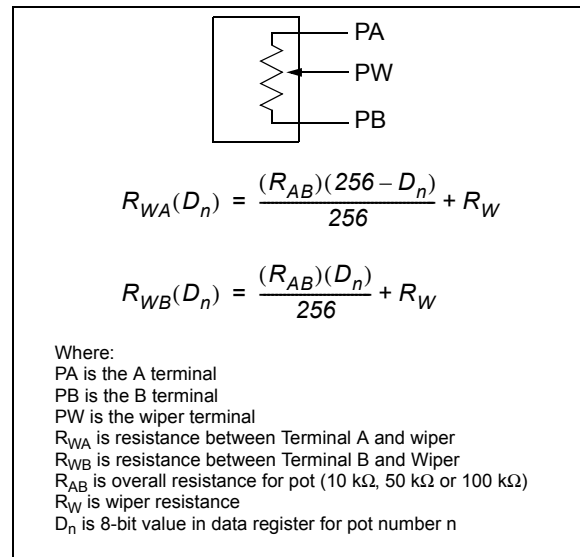 PA
PW
PB
R_WA(D_n) = (R_AB)(256 – D_n) / 256 + R_W
R_WB(D_n) = (R_AB)(D_n) / 256 + R_W
Where:
PA is the A terminal
PB is the B terminal
PW is the wiper terminal
R_WA is resistance between Terminal A and wiper
R_WB is resistance between Terminal B and Wiper
R_AB is overall resistance for pot (10 kΩ, 50 kΩ or 100 kΩ)
R_W is wiper resistance
D_n is 8-bit value in data register for pot number n